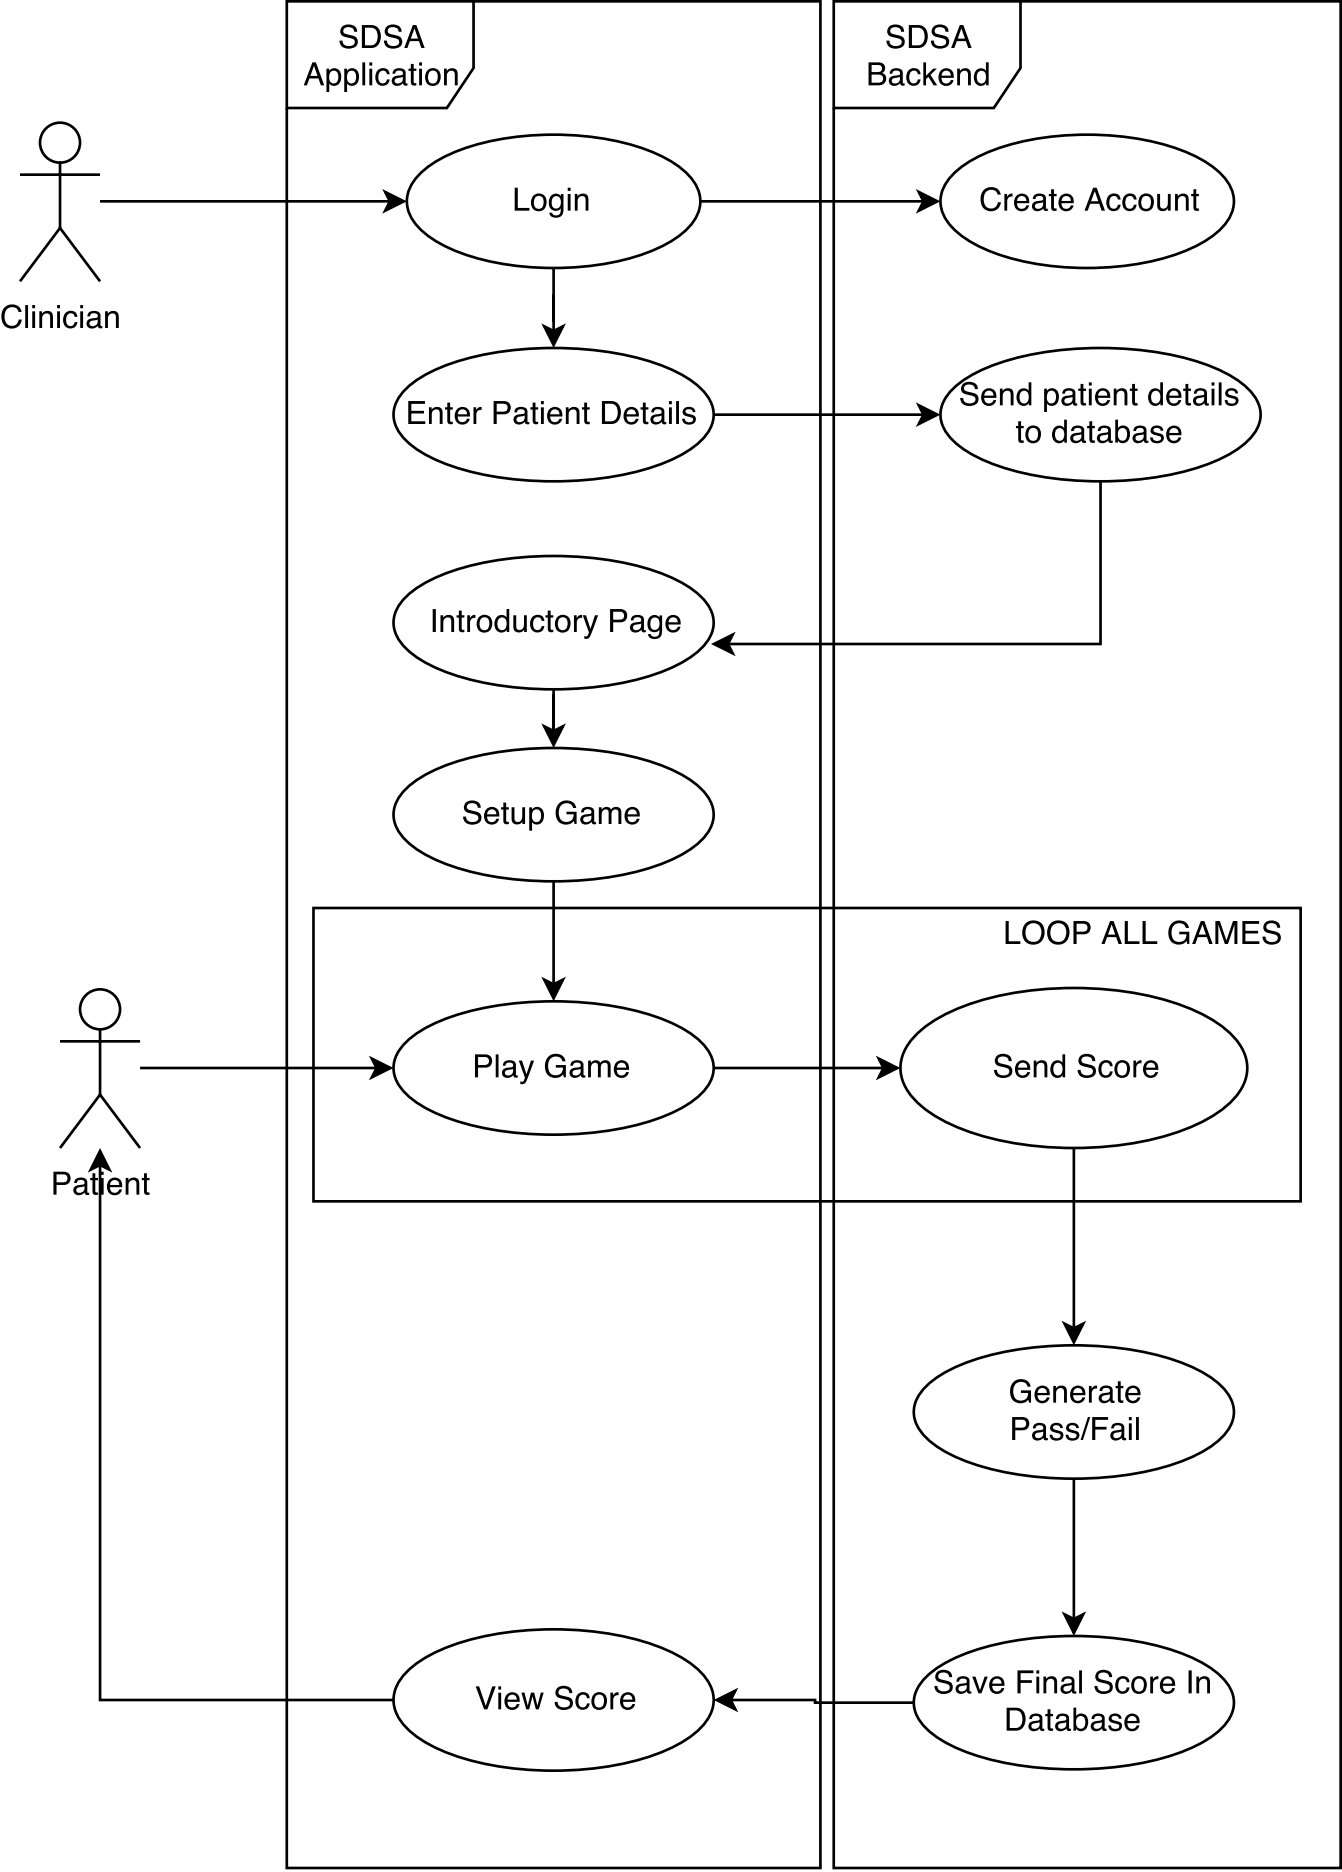 SDSA
Application
SDSA
Backend
Login
Create Account
Clinician
Enter Patient Details
Send patient details
to database
Introductory Page
Setup Game
LOOP ALL GAMES
Play Game
Send Score
Patient
Generate
Pass/Fail
View Score
Save Final Score In
Database